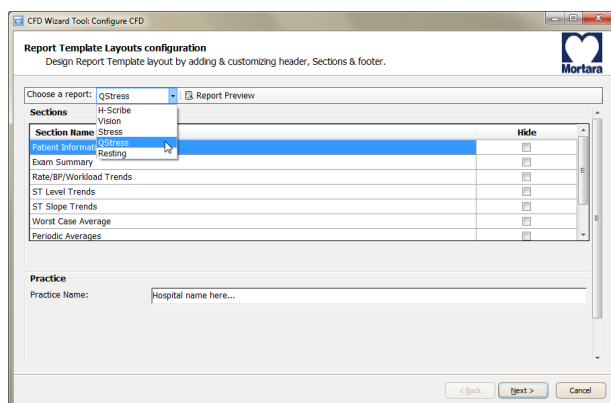 CFD Wizard Tool: Configure CFD
Report Template Layouts configuration
Design Report Template layout by adding & customizing header, Sections & footer.
Mortara
Choose a report: QStress Report Preview
H-Scribe
Vision
Stress
QStress
Resting
Sections
Section Name Hide
Patient Informati
Exam Summary
Rate/BP/Workload Trends
ST Level Trends
ST Slope Trends
Worst Case Average
Periodic Averages
Practice
Practice Name: Hospital name here...
< Back Next > Cancel